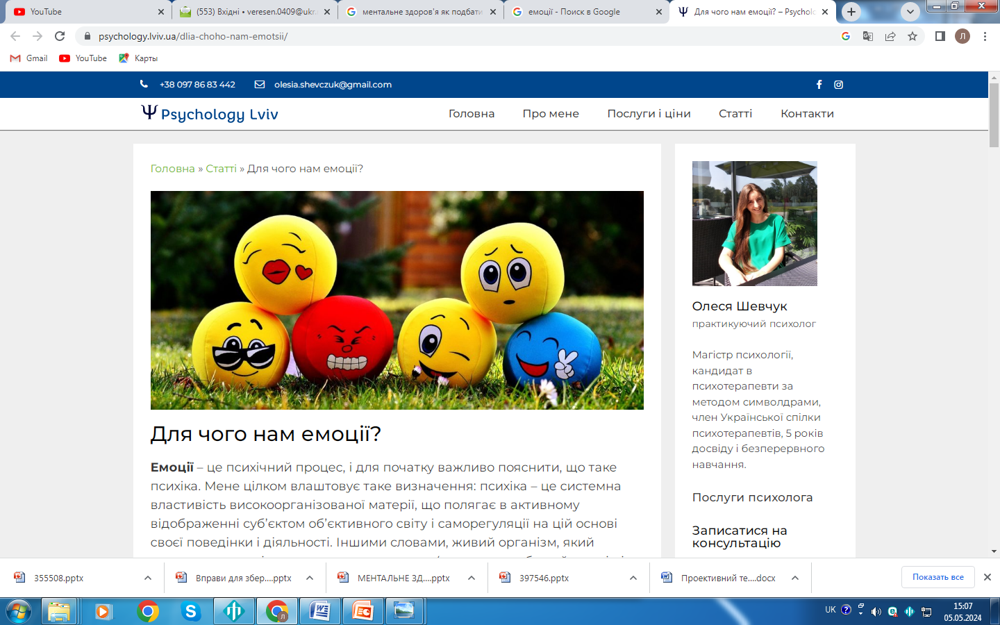 YouTube
(553) Вхідні • veresen.0409@ukr.
ментальне здоров'я як подбати
емоції - Поиск в Google
Для чого нам емоції? – Psycholo
psychology.lviv.ua/dlia-choho-nam-emotsii/
Л
Gmail
YouTube
Карты
+38 097 86 83 442
olesia.shevczuk@gmail.com
Ψ Psychology Lviv
Головна
Про мене
Послуги і ціни
Статті
Контакти
Головна » Статті » Для чого нам емоції?
Для чого нам емоції?
Емоції – це психічний процес, і для початку важливо пояснити, що таке
психіка. Мене цілком влаштовує таке визначення: психіка – це системна
властивість високоорганізованої матерії, що полягає в активному
відображенні суб’єктом об’єктивного світу і саморегуляції на цій основі
своєї поведінки і діяльності. Іншими словами, живий організм, який
Олеся Шевчук
практикуючий психолог
Магістр психології,
кандидат в
психотерапевти за
методом символдрами,
член Української спілки
психотерапевтів, 5 років
досвіду і безперервного
навчання.
Послуги психолога
Записатися на
консультацію
355508.pptx
Вправи для збер....pptx
МЕНТАЛЬНЕ ЗД....pptx
397546.pptx
Проективний те....docx
Показать все
UK
15:07
05.05.2024